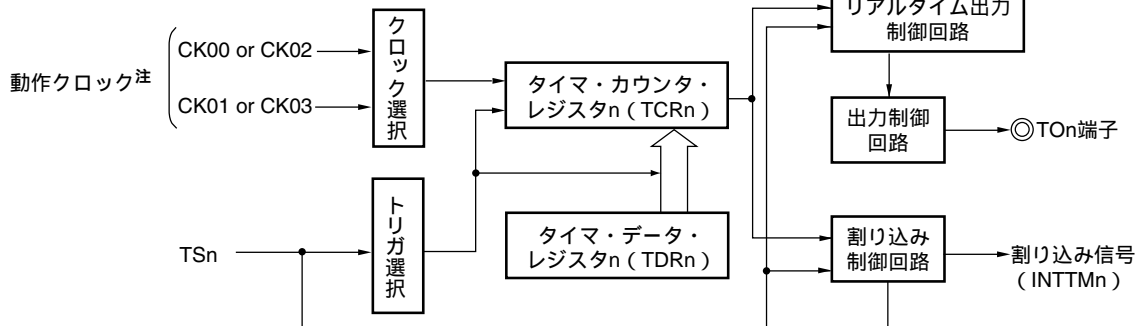 リアルタイム出力
制御回路
クロック選択
CK00 or CK02
動作クロック注
CK01 or CK03
タイマ・カウンタ・
レジスタn（TCRn）
出力制御
回路
TOn端子
トリガ選択
TSn
タイマ・データ・
レジスタn（TDRn）
割り込み
制御回路
割り込み信号
（INTTMn）